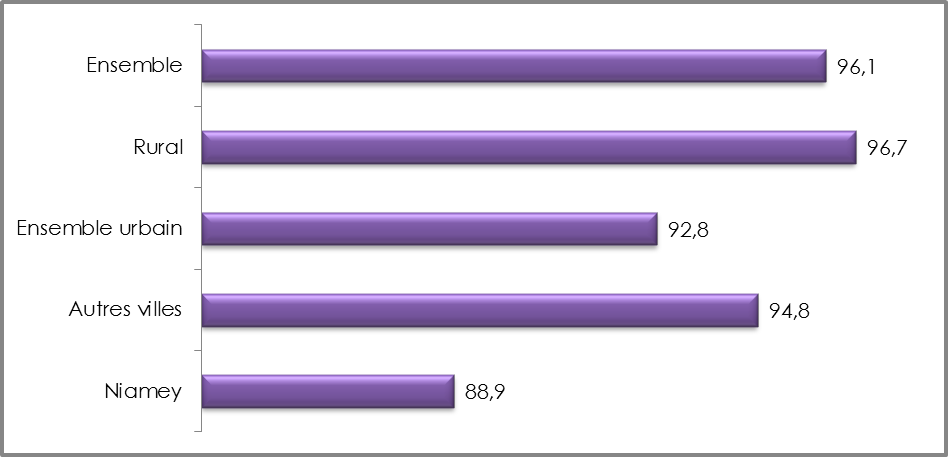 Ensemble 96,1
Rural 96,7
Ensemble urbain 92,8
Autres villes 94,8
Niamey 88,9